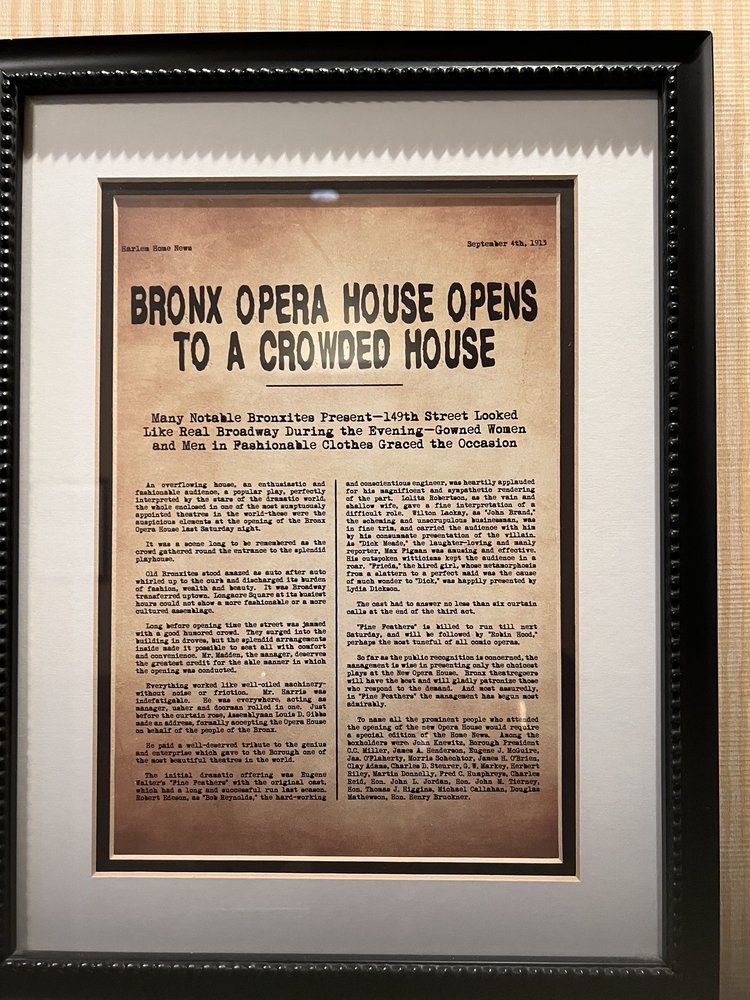 Harlem Home News
September 4th, 1913
BRONX OPERA HOUSE OPENS
TO A CROWDED HOUSE
Many Notable Bronxites Present—149th Street Looked
Like Real Broadway During the Evening—Gowned Women
and Men in Fashionable Clothes Graced the Occasion
An overflowing house, an enthusiastic and
fashionable audience, a popular play, perfectly
interpreted by the stars of the dramatic world,
the whole enclosed in one of the most sumptuously
appointed theatres in the world—these were the
auspicious elements at the opening of the Bronx
Opera House last Saturday night.
It was a scene long to be remembered as the
crowd gathered round the entrance to the splendid
playhouse.
Old Bronxites stood amazed as auto after auto
whirled up to the curb and discharged its burden
of fashion, wealth and beauty. It was Broadway
transferred uptown. Longacre Square at its busiest
hours could not show a more fashionable or a more
cultured assemblage.
Long before opening time the street was jammed
with a good humored crowd. They surged into the
building in droves, but the splendid arrangements
inside made it possible to seat all with comfort
and convenience. Mr. Madden, the manager, deserves
the greatest credit for the able manner in which
the opening was conducted.
Everything worked like well-oiled machinery-
without noise or friction. Mr. Harris was
indefatigable. He was everywhere, acting as
manager, usher and doorman rolled in one. Just
before the curtain rose, Assemblyman Louis D. Gibbs
made an address, formally accepting the Opera House
on behalf of the people of the Bronx.
He paid a well-deserved tribute to the genius
and enterprise which gave to the Borough one of
the most beautiful theatres in the world.
The initial dramatic offering was Eugene
Walter's "Fine Feathers" with the original cast,
which had a long and successful run last season.
Robert Edeson, as "Bob Reynolds," the hard-working
and conscientious engineer, was heartily applauded
for his magnificent and sympathetic rendering
of the part. Lolita Robertson, as the vain and
shallow wife, gave a fine interpretation of a
difficult role. Wilton Lackay, as "John Brand,"
the scheming and unscrupulous businessman, was
in fine trim, and carried the audience with him
by his consummate presentation of the villain.
As "Dick Meade," the laughter-loving and manly
reporter, Max Figman was amusing and effective.
His outspoken witticisms kept the audience in a
roar. "Frieda," the hired girl, whose metamorphosis
from a slattern to a perfect maid was the cause
of much wonder to "Dick," was happily presented by
Lydia Dickson.
The cast had to answer no less than six curtain
calls at the end of the third act.
"Fine Feathers" is billed to run till next
Saturday, and will be followed by "Robin Hood,"
perhaps the most tuneful of all comic operas.
So far as the public recognition is concerned, the
management is wise in presenting only the choicest
plays at the New Opera House. Bronx theatregoers
will have the best and will gladly patronize those
who respond to the demand. And most assuredly,
in "Fine Feathers" the management has begun most
admirably.
To name all the prominent people who attended
the opening of the new Opera House would require
a special edition of the Home News. Among the
boxholders were John Knewitz, Borough President
C.C. Miller, James A. Henderson, Eugene J. McGuire,
Jas. O'Flaherty, Morris Schechtor, James H. O'Brien,
Clay Adams, Charles D. Steurer, G. W. Markey, Herbert
Riley, Martin Donnelly, Fred C. Humphreys, Charles
Reid, Hon. John L. Jordan, Hon. John M. Tierney,
Hon. Thomas J. Higgins, Michael Callahan, Douglas
Mathewson, Hon. Henry Bruckner.